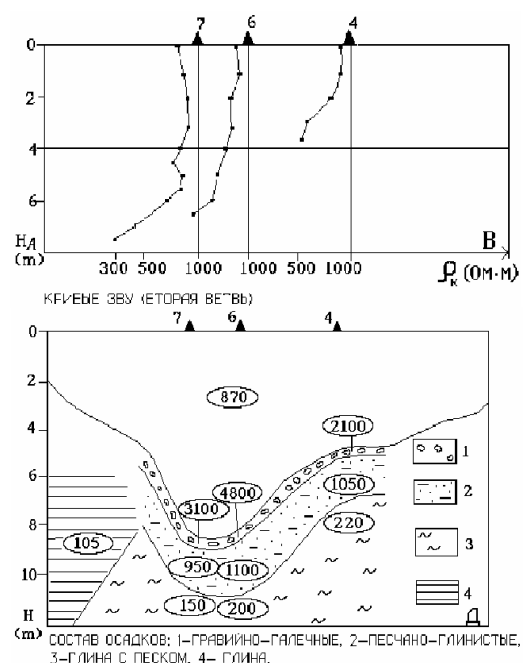 7 6 4
0
2
4
6
HД
(m)
300 500 1000 1000 500 1000
В
ρк (ОМ·М)
КРИВЫЕ ЗВУ (ВТОРАЯ ВЕТВЬ)
7 6 4
0
2
4
6
8
10
H
(m)
870
2100
4800
3100
1050
220
105
950
1100
150
200
1
2
3
4
Д
СОСТАВ ОСАДКОВ: 1-ГРАВИЙНО-ГАЛЕЧНЫЕ, 2-ПЕСЧАНО-ГЛИНИСТЫЕ,
3-ГЛИНА С ПЕСКОМ, 4- ГЛИНА.